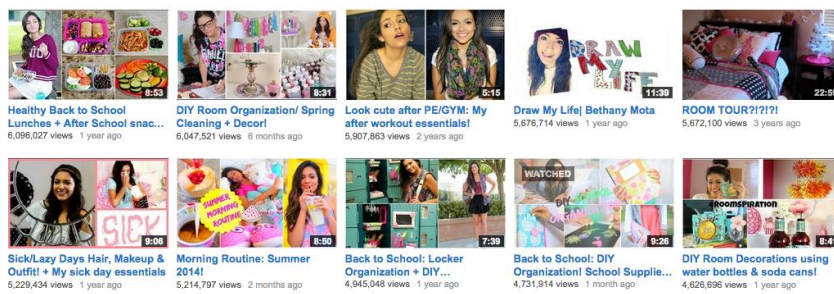 8:53
8:31
5:15
DRAW
MY
LIFE
11:39
22:59
Healthy Back to School
Lunches + After School snac...
6,096,027 views 1 year ago
DIY Room Organization/ Spring
Cleaning + Decor!
6,047,521 views 6 months ago
Look cute after PE/GYM: My
after workout essentials!
5,907,863 views 2 years ago
Draw My Life| Bethany Mota
5,676,714 views 1 year ago
ROOM TOUR?!?!?!
5,672,100 views 3 years ago
SICK
9:06
SUMMER
MORNING
ROUTINE
8:50
7:39
WATCHED
DIY
9:26
#ROOMSPIRATION
8:4
Sick/Lazy Days Hair, Makeup &
Outfit! + My sick day essentials
5,229,434 views 1 year ago
Morning Routine: Summer
2014!
5,214,797 views 2 months ago
Back to School: Locker
Organization + DIY...
4,945,048 views 1 year ago
Back to School: DIY
Organization! School Supplie...
4,731,914 views 1 month ago
DIY Room Decorations using
water bottles & soda cans!
4,626,696 views 1 year ago